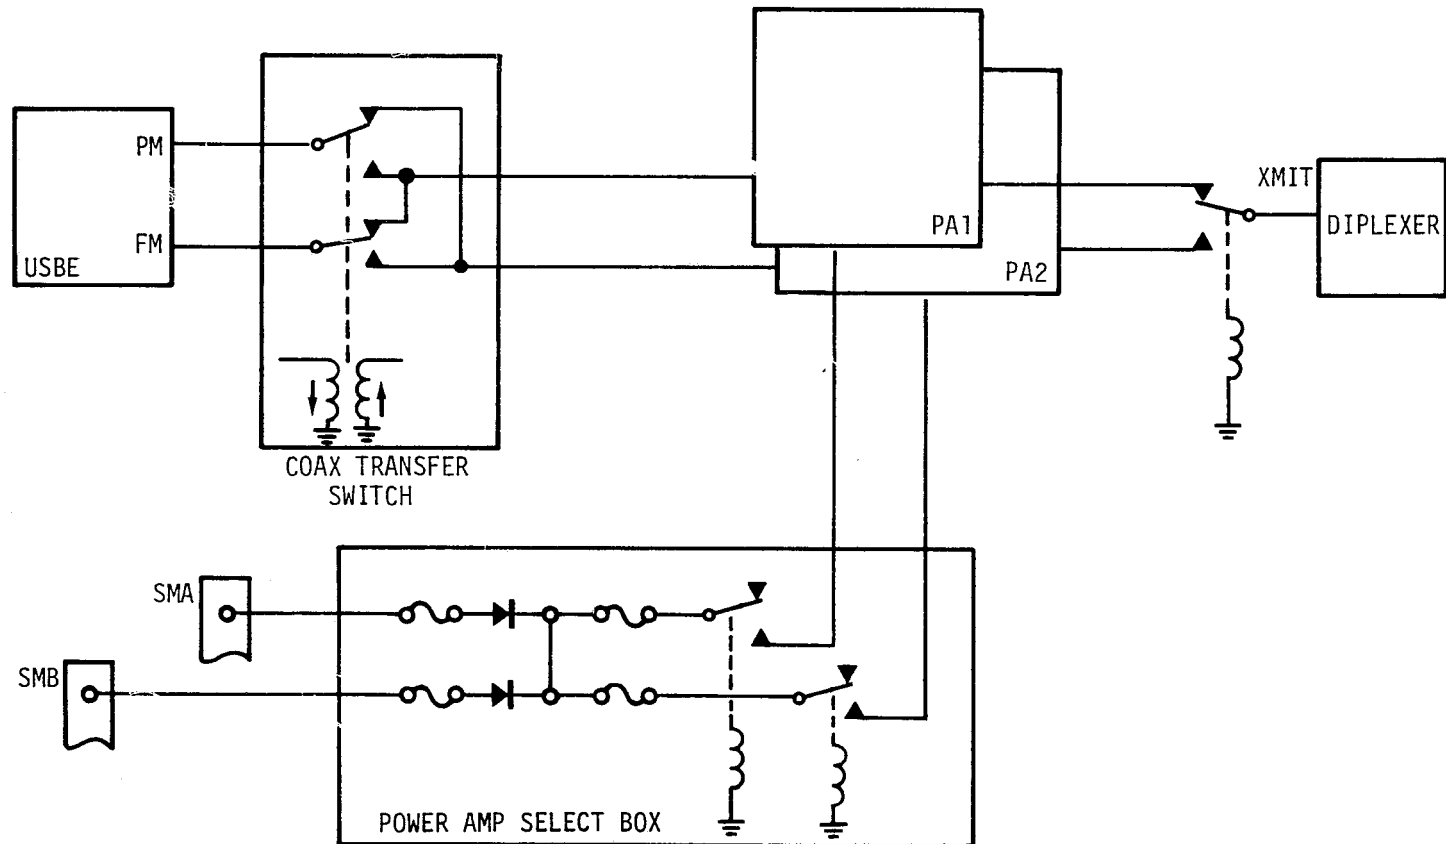 PM
FM
USBE
COAX TRANSFER
SWITCH
PA1
PA2
XMIT
DIPLEXER
SMA
SMB
POWER AMP SELECT BOX